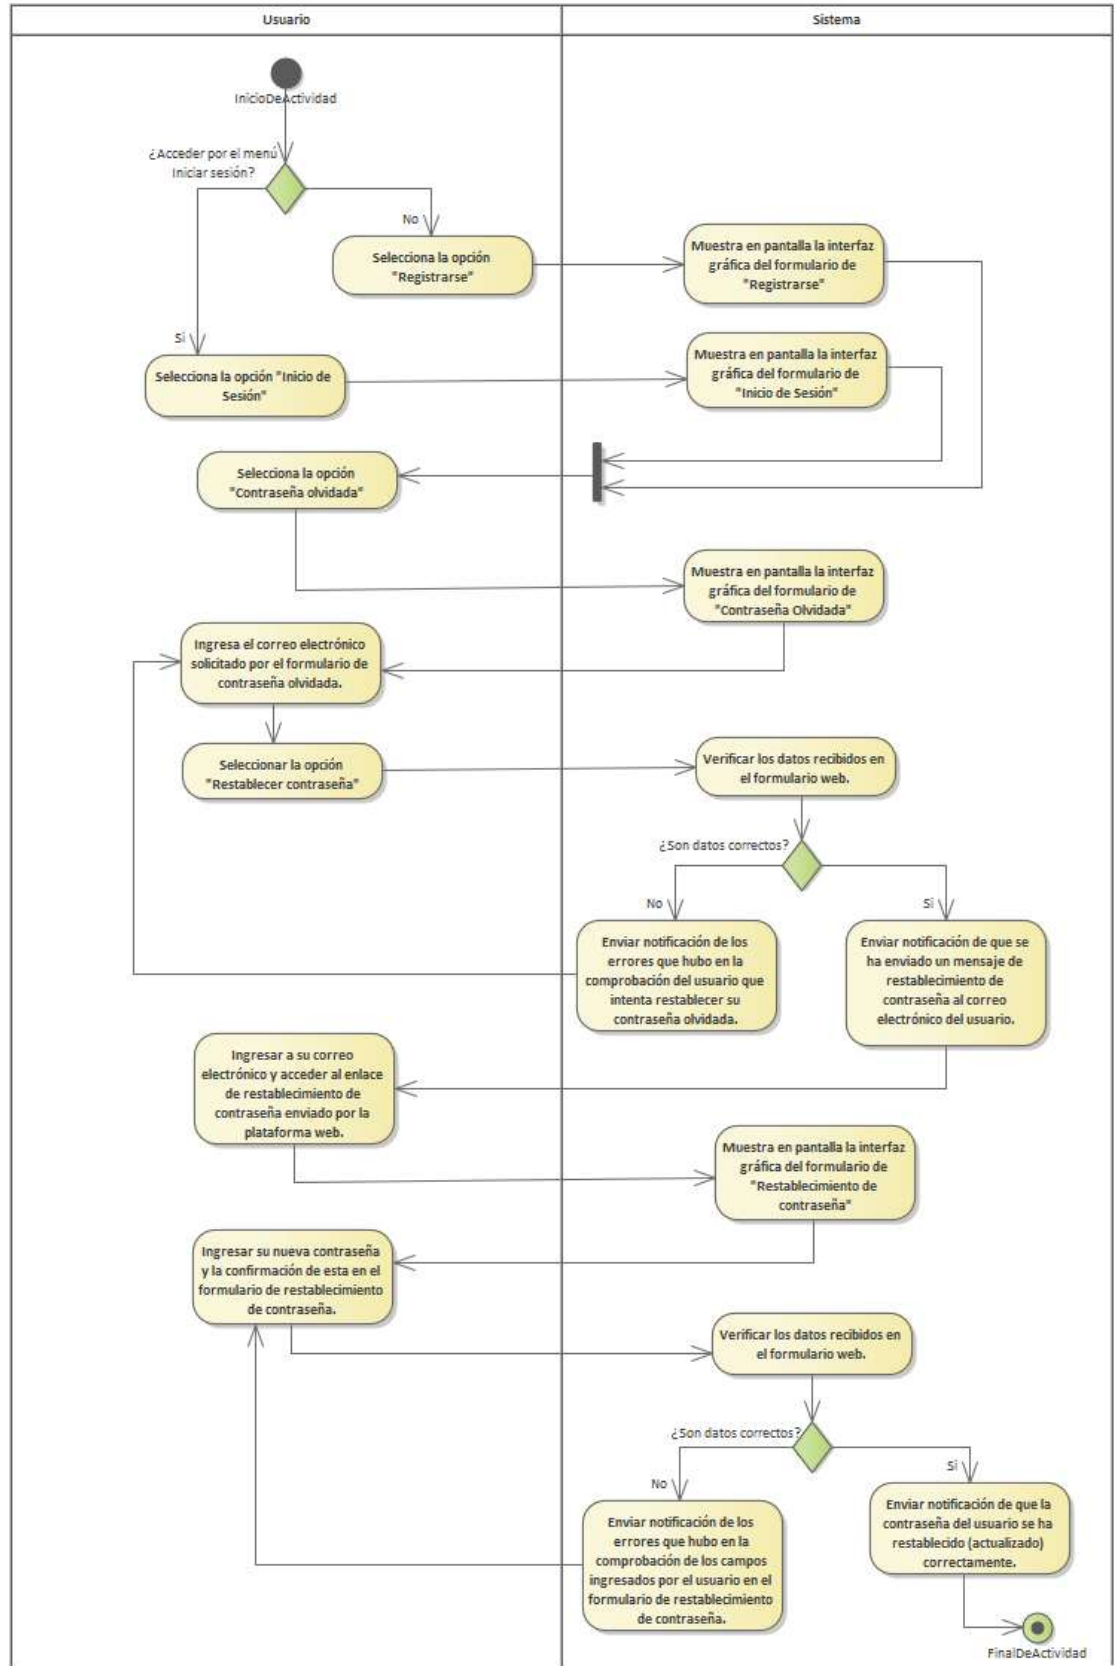 Usuario
Sistema
InicioDeActividad
¿Acceder por el menú
Iniciar sesión?
No
Selecciona la opción
"Registrarse"
Muestra en pantalla la interfaz
gráfica del formulario de
"Registrarse"
Si
Selecciona la opción "Inicio de
Sesión"
Muestra en pantalla la interfaz
gráfica del formulario de
"Inicio de Sesión"
Selecciona la opción
"Contraseña olvidada"
Muestra en pantalla la interfaz
gráfica del formulario de
"Contraseña Olvidada"
Ingresa el correo electrónico
solicitado por el formulario de
contraseña olvidada.
Seleccionar la opción
"Restablecer contraseña"
Verificar los datos recibidos en
el formulario web.
¿Son datos correctos?
No
Si
Enviar notificación de los
errores que hubo en la
comprobación del usuario que
intenta restablecer su
contraseña olvidada.
Enviar notificación de que se
ha enviado un mensaje de
restablecimiento de
contraseña al correo
electrónico del usuario.
Ingresar a su correo
electrónico y acceder al enlace
de restablecimiento de
contraseña enviado por la
plataforma web.
Muestra en pantalla la interfaz
gráfica del formulario de
"Restablecimiento de
contraseña"
Ingresar su nueva contraseña
y la confirmación de esta en el
formulario de restablecimiento
de contraseña.
Verificar los datos recibidos en
el formulario web.
¿Son datos correctos?
No
Si
Enviar notificación de los
errores que hubo en la
comprobación de los campos
ingresados por el usuario en el
formulario de restablecimiento
de contraseña.
Enviar notificación de que la
contraseña del usuario se ha
restablecido (actualizado)
correctamente.
FinalDeActividad